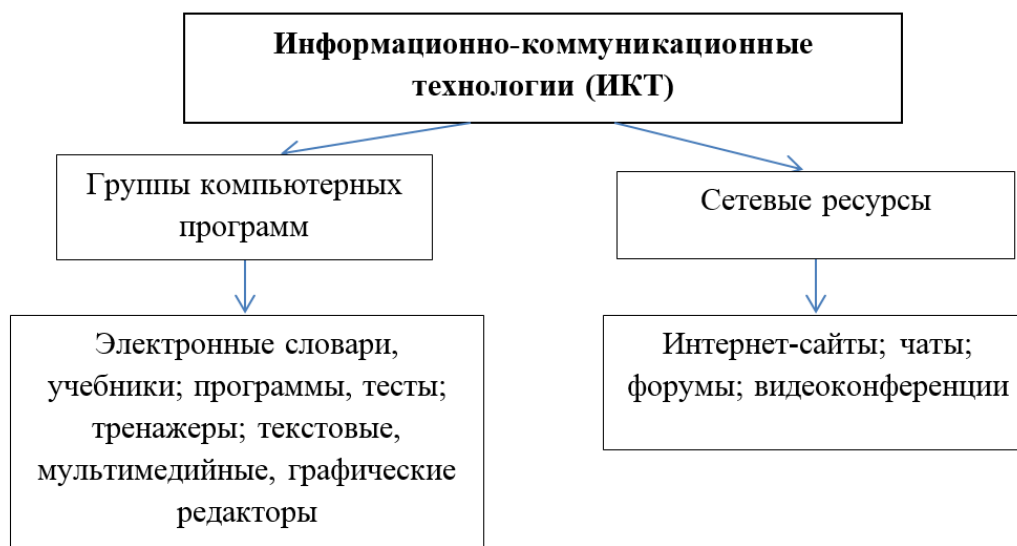 Информационно-коммуникационные
технологии (ИКТ)
Группы компьютерных
программ
Сетевые ресурсы
Электронные словари,
учебники; программы, тесты;
тренажеры; текстовые,
мультимедийные, графические
редакторы
Интернет-сайты; чаты;
форумы; видеоконференции